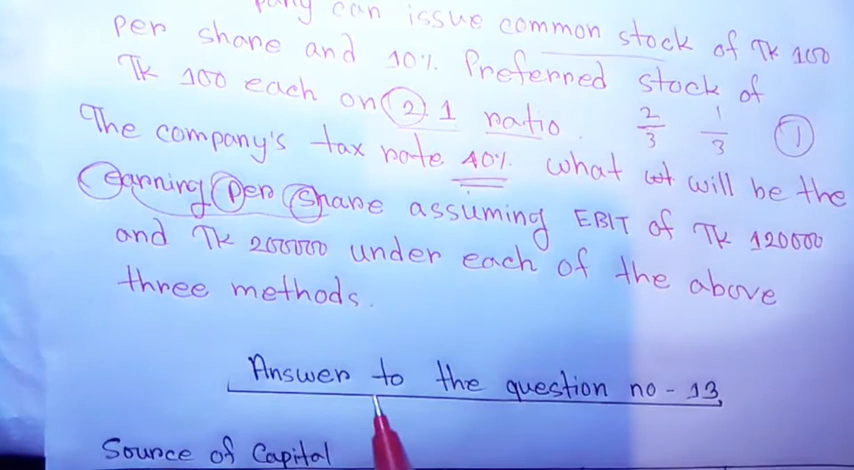 pany can issue common stock of TK 100
per share and 10% Preferred stock of
TK 100 each on 2:1 ratio. 2/3 1/3 1
The company's tax rate 40%. What will be the
earning per share assuming EBIT of TK 120000
and TK 200000 under each of the above
three methods.
Answer to the question no - 13,
Source of Capital